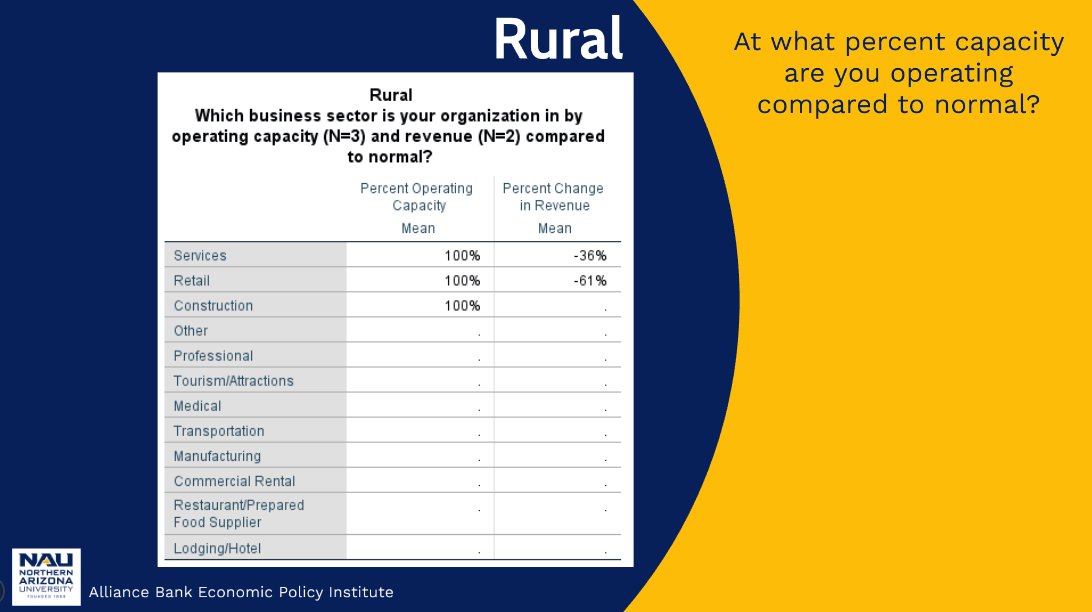 Rural
At what percent capacity
are you operating
compared to normal?
Rural
Which business sector is your organization in by
operating capacity (N=3) and revenue (N=2) compared
to normal?
Percent Operating Percent Change
Capacity in Revenue
Mean Mean
Services 100% -36%
Retail 100% -61%
Construction 100% .
Other . .
Professional . .
Tourism/Attractions . .
Medical . .
Transportation . .
Manufacturing . .
Commercial Rental . .
Restaurant/Prepared . .
Food Supplier
Lodging/Hotel . .
NAU
NORTHERN
ARIZONA
UNIVERSITY
FOUNDED 1899
Alliance Bank Economic Policy Institute